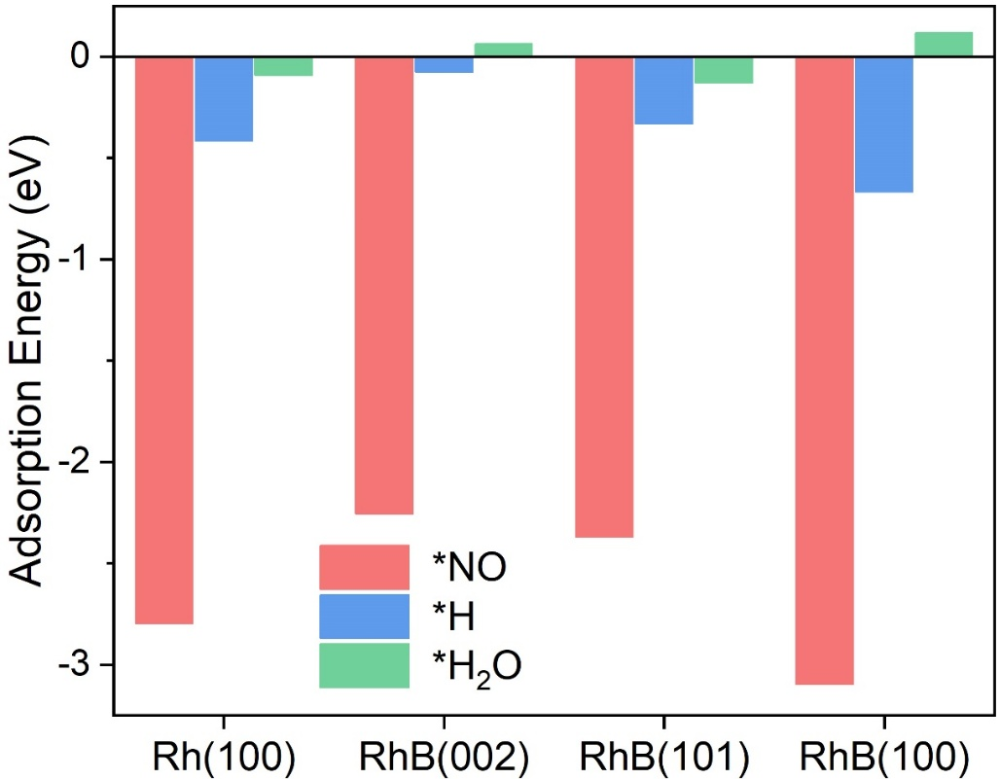 Adsorption Energy (eV)
0
-1
-2
-3
*NO
*H
*H₂O
Rh(100) RhB(002) RhB(101) RhB(100)